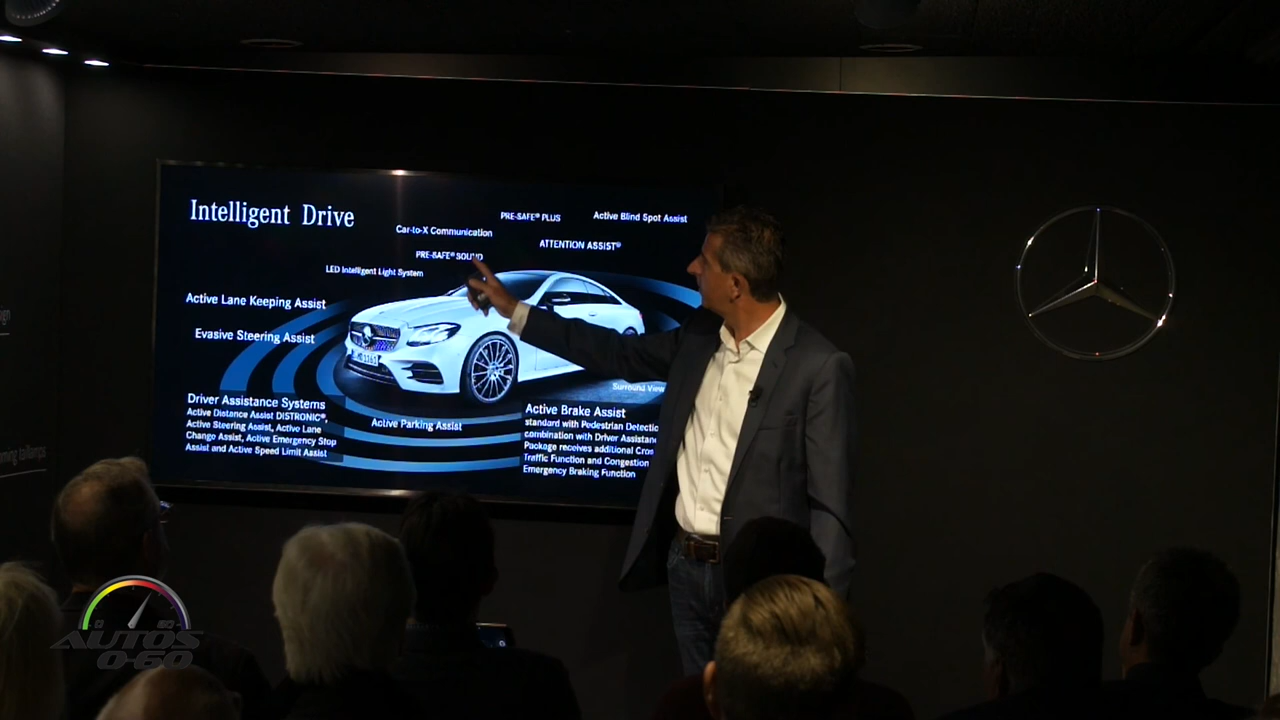 Intelligent Drive
PRE-SAFE® PLUS
Active Blind Spot Assist
Car-to-X Communication
ATTENTION ASSIST®
PRE-SAFE® SOUND
LED Intelligent Light System
Active Lane Keeping Assist
Evasive Steering Assist
Surround View
Driver Assistance Systems
Active Distance Assist DISTRONIC®,
Active Steering Assist, Active Lane
Change Assist, Active Emergency Stop
Assist and Active Speed Limit Assist
Active Parking Assist
Active Brake Assist
standard with Pedestrian Detectio
combination with Driver Assistanc
Package receives additional Cros
Traffic Function and Congestion
Emergency Braking Function
AUTOS
0-60